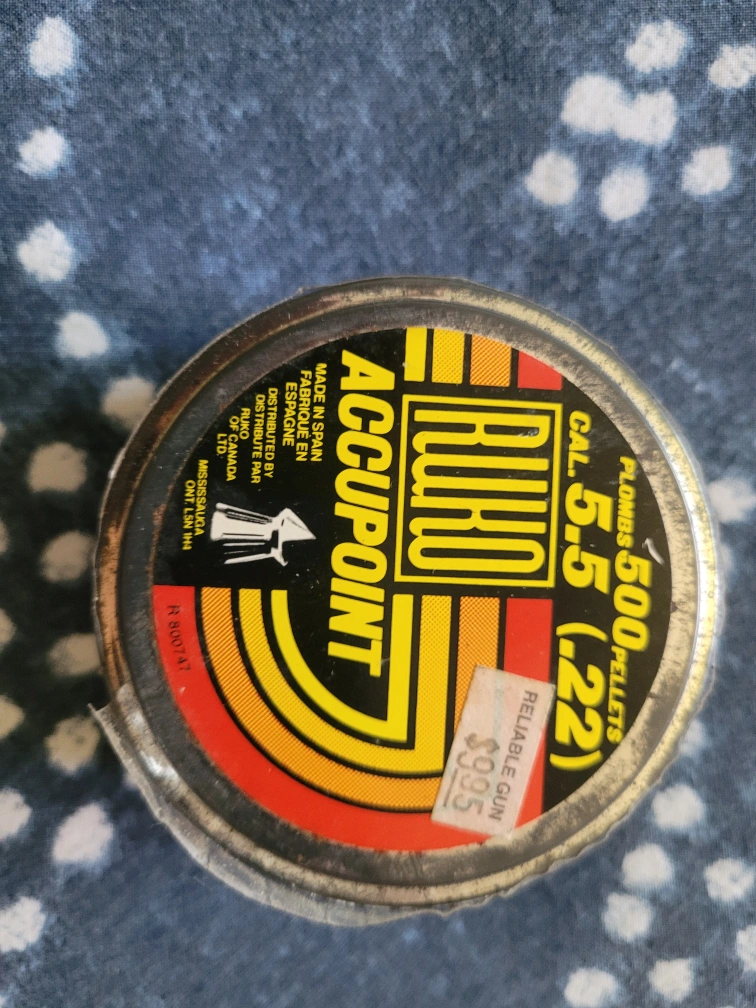 PLOMBS 500 PELLETS
CAL. 5.5 (.22)
RUKO
ACCUPOINT
MADE IN SPAIN
FABRIQUÉ EN
ESPAGNE
DISTRIBUTED BY
DISTRIBUTE PAR
RUKO
OF CANADA
LTD.
MISSISSAUGA
ONT. L5N 1H4
R 800747
RELIABLE GUN
$9.95